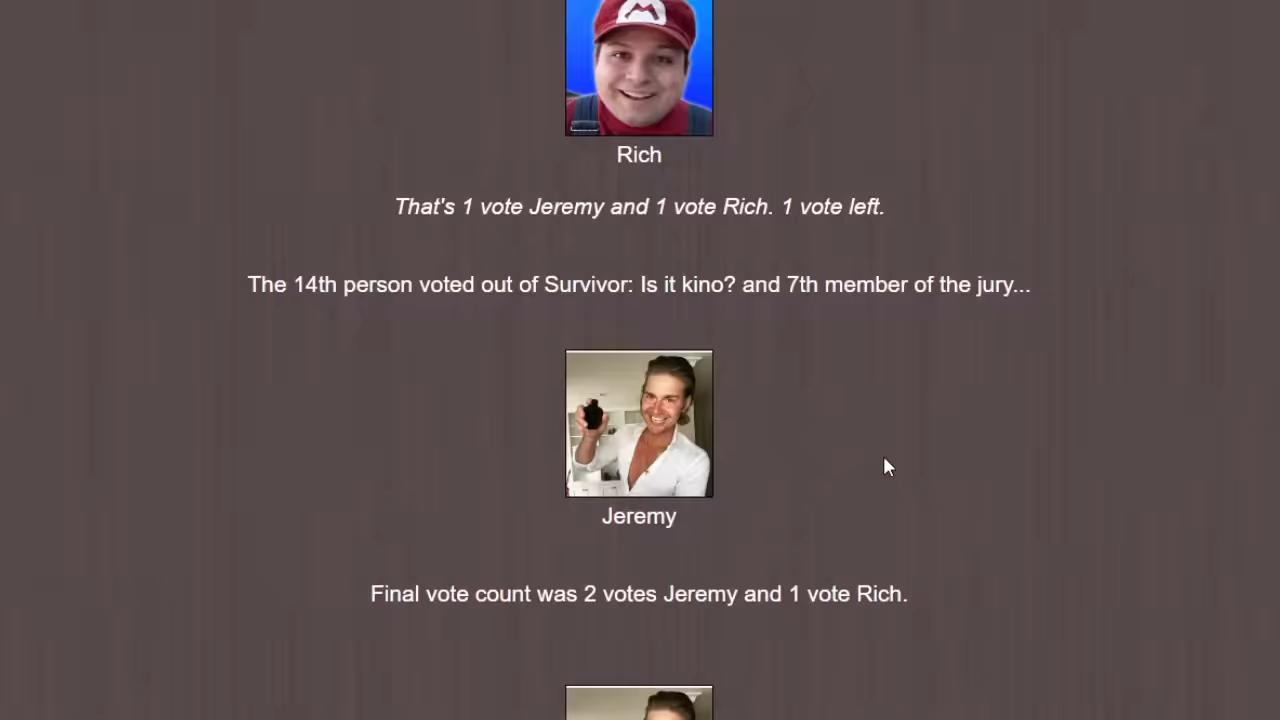 Rich
That's 1 vote Jeremy and 1 vote Rich. 1 vote left.
The 14th person voted out of Survivor: Is it kino? and 7th member of the jury...
Jeremy
Final vote count was 2 votes Jeremy and 1 vote Rich.